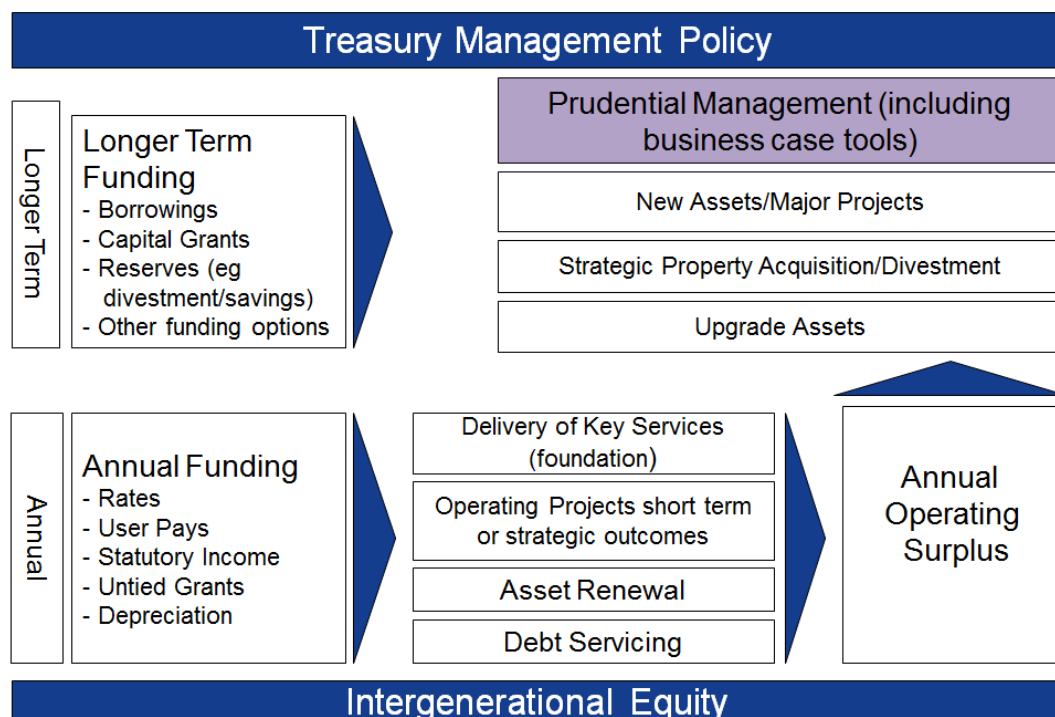 Treasury Management Policy
Longer Term
Longer Term
Funding
- Borrowings
- Capital Grants
- Reserves (eg
divestment/savings)
- Other funding options
Prudential Management (including
business case tools)
New Assets/Major Projects
Strategic Property Acquisition/Divestment
Upgrade Assets
Annual
Annual Funding
- Rates
- User Pays
- Statutory Income
- Untied Grants
- Depreciation
Delivery of Key Services
(foundation)
Operating Projects short term
or strategic outcomes
Asset Renewal
Debt Servicing
Annual
Operating
Surplus
Intergenerational Equity